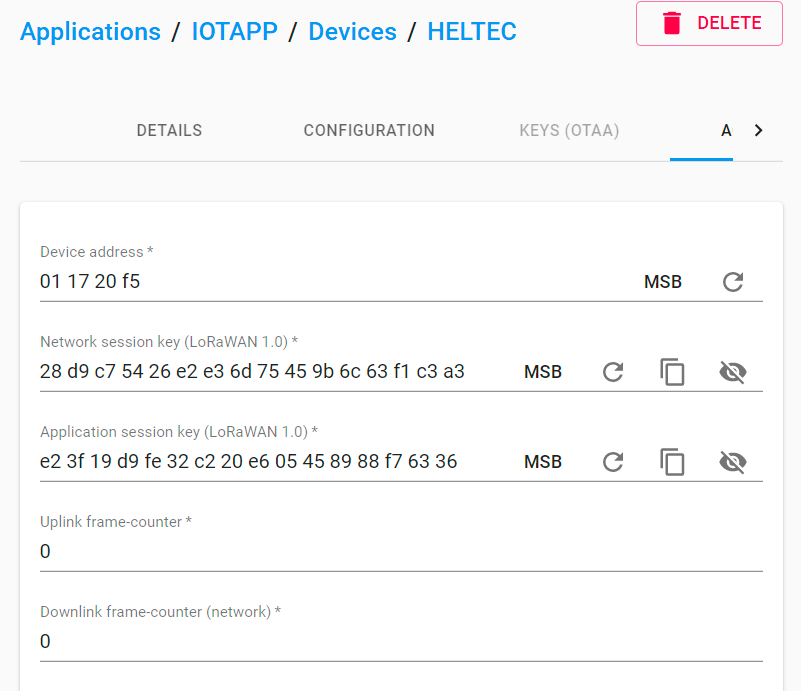 Applications / IOTAPP / Devices / HELTEC
DELETE
DETAILS CONFIGURATION KEYS (OTAA) A
Device address *
01 17 20 f5 MSB
Network session key (LoRaWAN 1.0) *
28 d9 c7 54 26 e2 e3 6d 75 45 9b 6c 63 f1 c3 a3 MSB
Application session key (LoRaWAN 1.0) *
e2 3f 19 d9 fe 32 c2 20 e6 05 45 89 88 f7 63 36 MSB
Uplink frame-counter *
0
Downlink frame-counter (network) *
0